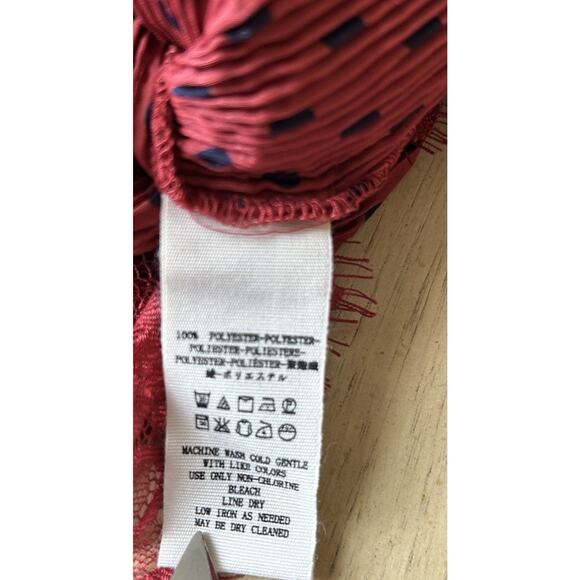 100% POLYESTER-POLYESTER-
POLIESTER-POLIESTERE-
POLYESTER-POLIÉSTER-聚酯纖
維-ポリエステル
MACHINE WASH COLD GENTLE
WITH LIKE COLORS
USE ONLY NON-CHLORINE
BLEACH
LINE DRY
LOW IRON AS NEEDED
MAY BE DRY CLEANED